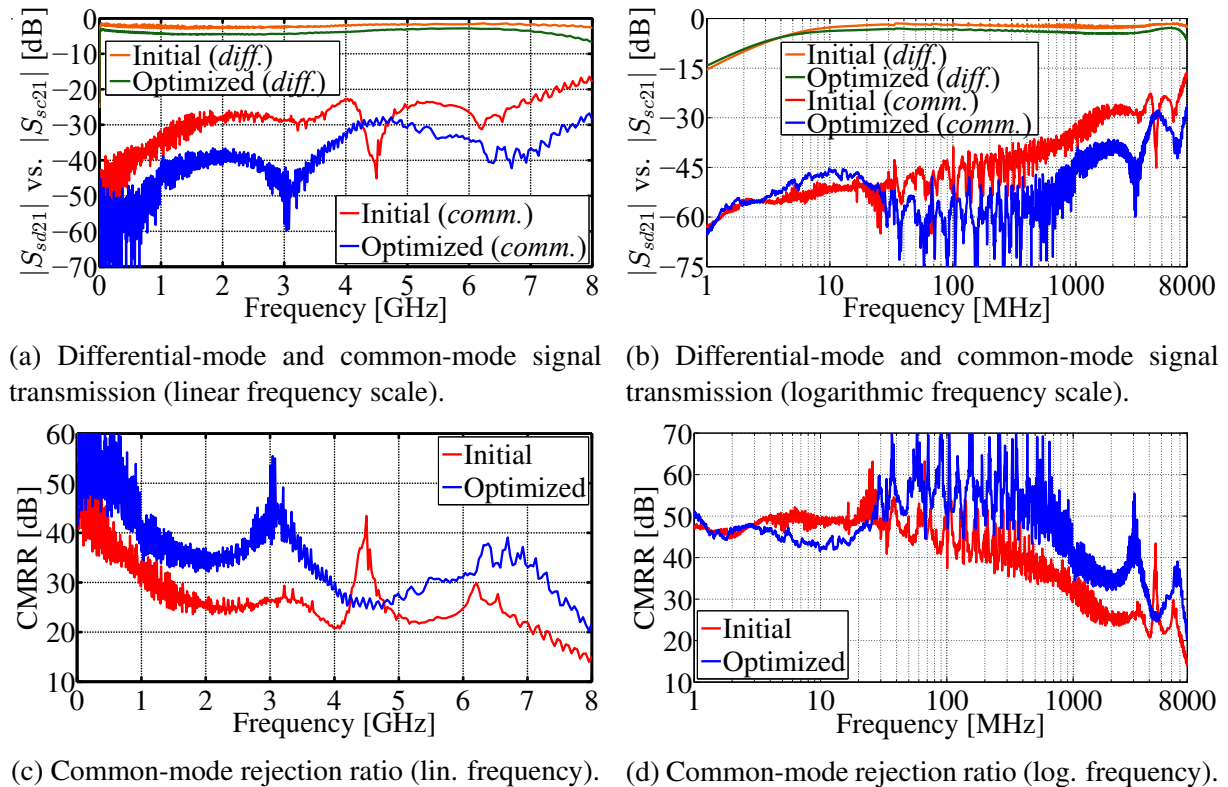 0
−10
−20
−30
−40
−50
−60
−70
|S_sd21| vs. |S_sc21| [dB]
Initial (diff.)
Optimized (diff.)
Initial (comm.)
Optimized (comm.)
0 1 2 3 4 5 6 7 8
Frequency [GHz]
0
−15
−30
−45
−60
−75
|S_sd21| vs. |S_sc21| [dB]
Initial (diff.)
Optimized (diff.)
Initial (comm.)
Optimized (comm.)
1 10 100 1000 8000
Frequency [MHz]
(a) Differential-mode and common-mode signal
transmission (linear frequency scale).
(b) Differential-mode and common-mode signal
transmission (logarithmic frequency scale).
60
50
40
30
20
10
CMRR [dB]
Initial
Optimized
0 1 2 3 4 5 6 7 8
Frequency [GHz]
70
60
50
40
30
20
10
CMRR [dB]
Initial
Optimized
1 10 100 1000 8000
Frequency [MHz]
(c) Common-mode rejection ratio (lin. frequency).
(d) Common-mode rejection ratio (log. frequency).